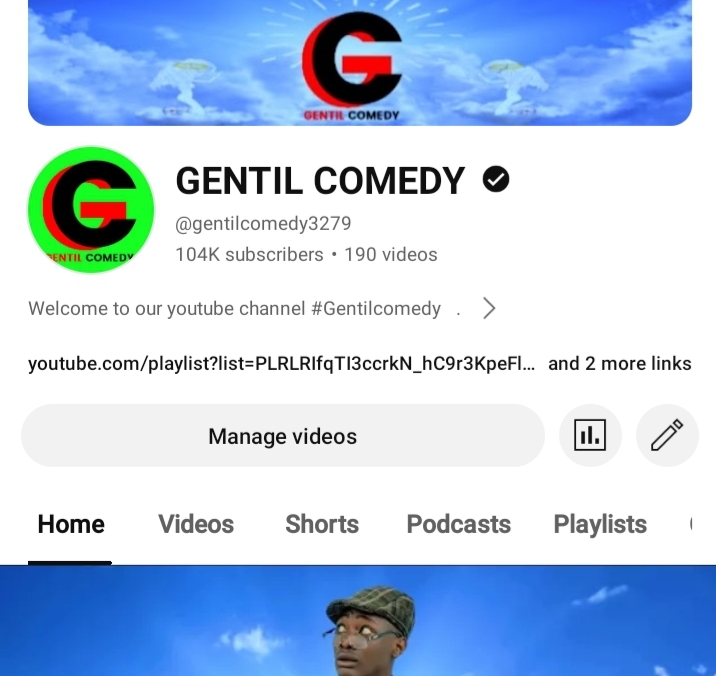 GENTIL COMEDY
GENTIL COMEDY
GENTIL COMEDY
@gentilcomedy3279
104K subscribers • 190 videos
Welcome to our youtube channel #Gentilcomedy .
youtube.com/playlist?list=PLRLRIfqTI3ccrkN_hC9r3KpeFl... and 2 more links
Manage videos
Home Videos Shorts Podcasts Playlists